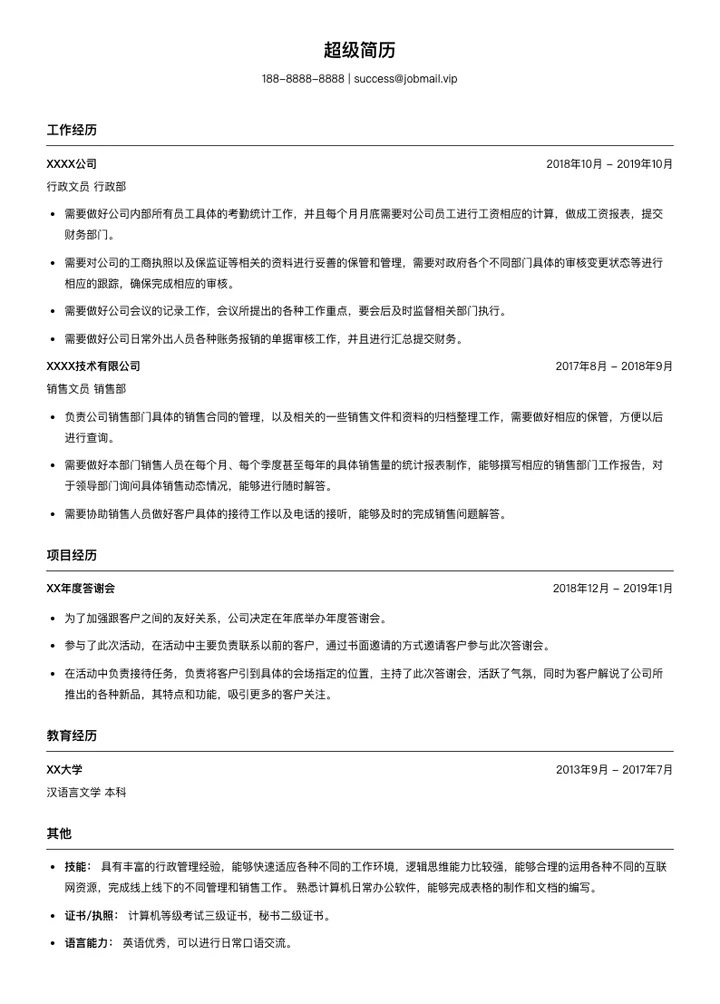 超级简历
188-8888-8888 | success@jobmail.vip
工作经历
XXXX公司 2018年10月 – 2019年10月
行政文员 行政部
• 需要做好公司内部所有员工具体的考勤统计工作，并且每个月月底需要对公司员工进行工资相应的计算，做成工资报表，提交
财务部门。
• 需要对公司的工商执照以及保监证等相关的资料进行妥善的保管和管理，需要对政府各个不同部门具体的审核变更状态等进行
相应的跟踪，确保完成相应的审核。
• 需要做好公司会议的记录工作，会议所提出的各种工作重点，要会后及时监督相关部门执行。
• 需要做好公司日常外出人员各种账务报销的单据审核工作，并且进行汇总提交财务。
XXXX技术有限公司 2017年8月 – 2018年9月
销售文员 销售部
• 负责公司销售部门具体的销售合同的管理，以及相关的一些销售文件和资料的归档整理工作，需要做好相应的保管，方便以后
进行查询。
• 需要做好本部门销售人员在每个月、每个季度甚至每年的具体销售量的统计报表制作，能够撰写相应的销售部门工作报告，对
于领导部门询问具体销售动态情况，能够进行随时解答。
• 需要协助销售人员做好客户具体的接待工作以及电话的接听，能够及时的完成销售问题解答。
项目经历
XX年度答谢会 2018年12月 – 2019年1月
• 为了加强跟客户之间的友好关系，公司决定在年底举办年度答谢会。
• 参与了此次活动，在活动中主要负责联系以前的客户，通过书面邀请的方式邀请客户参与此次答谢会。
• 在活动中负责接待任务，负责将客户引到具体的会场指定的位置，主持了此次答谢会，活跃了气氛，同时为客户解说了公司所
推出的各种新品，其特点和功能，吸引更多的客户关注。
教育经历
XX大学 2013年9月 – 2017年7月
汉语言文学 本科
其他
• 技能： 具有丰富的行政管理经验，能够快速适应各种不同的工作环境，逻辑思维能力比较强，能够合理的运用各种不同的互联
网资源，完成线上线下的不同管理和销售工作。 熟悉计算机日常办公软件，能够完成表格的制作和文档的编写。
• 证书/执照： 计算机等级考试三级证书，秘书二级证书。
• 语言能力： 英语优秀，可以进行日常口语交流。